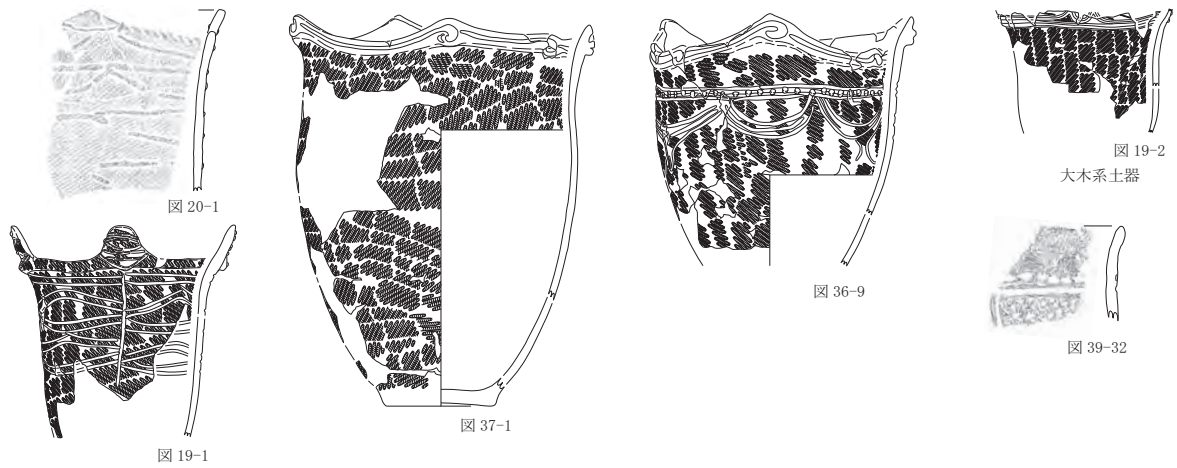 図 20-1
図 19-1
図 37-1
図 36-9
図 19-2
大木系土器
図 39-32